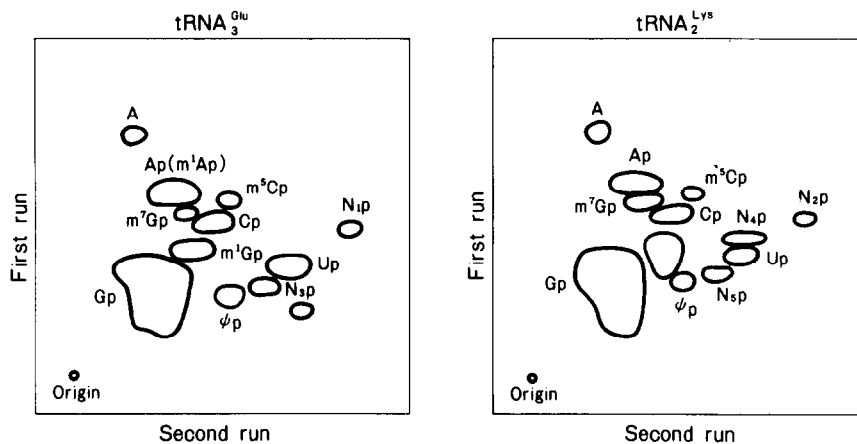 tRNA₃ᴳˡᵘ
A
Ap(m¹Ap)
m⁵Cp
m⁷Gp
Cp
N₁p
m¹Gp
Up
Gp
N₃p
ψp
Origin
First run
Second run
tRNA₂ᴸʸˢ
A
Ap
m⁵Cp
m⁷Gp
Cp
N₂p
N₄p
Up
Gp
N₅p
ψp
Origin
First run
Second run